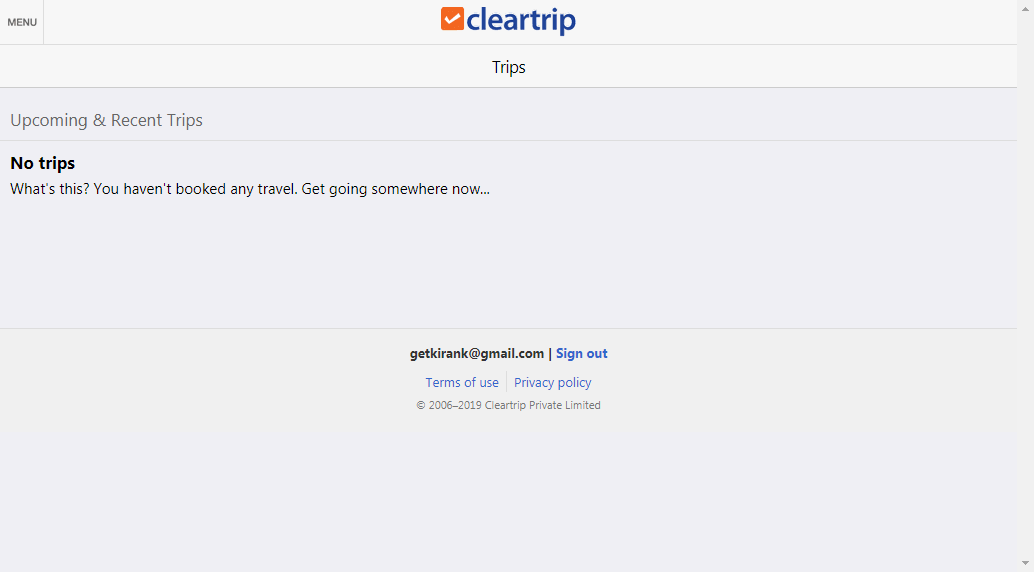 MENU
cleartrip
Trips
Upcoming & Recent Trips
No trips
What's this? You haven't booked any travel. Get going somewhere now...
getkirank@gmail.com | Sign out
Terms of use
Privacy policy
© 2006–2019 Cleartrip Private Limited